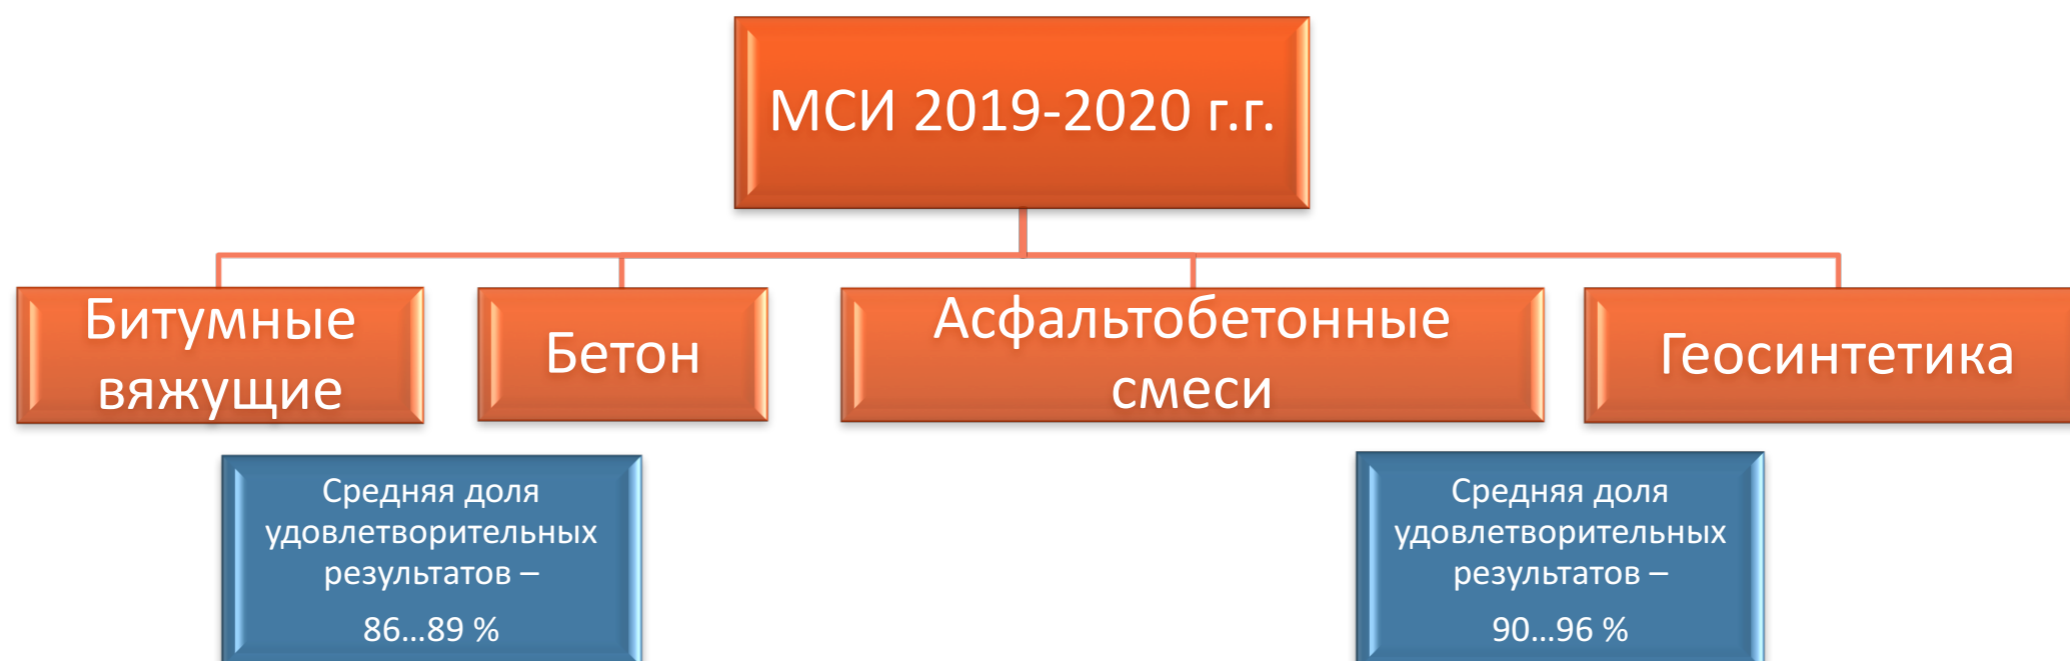 МСИ 2019-2020 г.г.
Битумные
вяжущие
Бетон
Асфальтобетонные
смеси
Геосинтетика
Средняя доля
удовлетворительных
результатов –
86...89 %
Средняя доля
удовлетворительных
результатов –
90...96 %